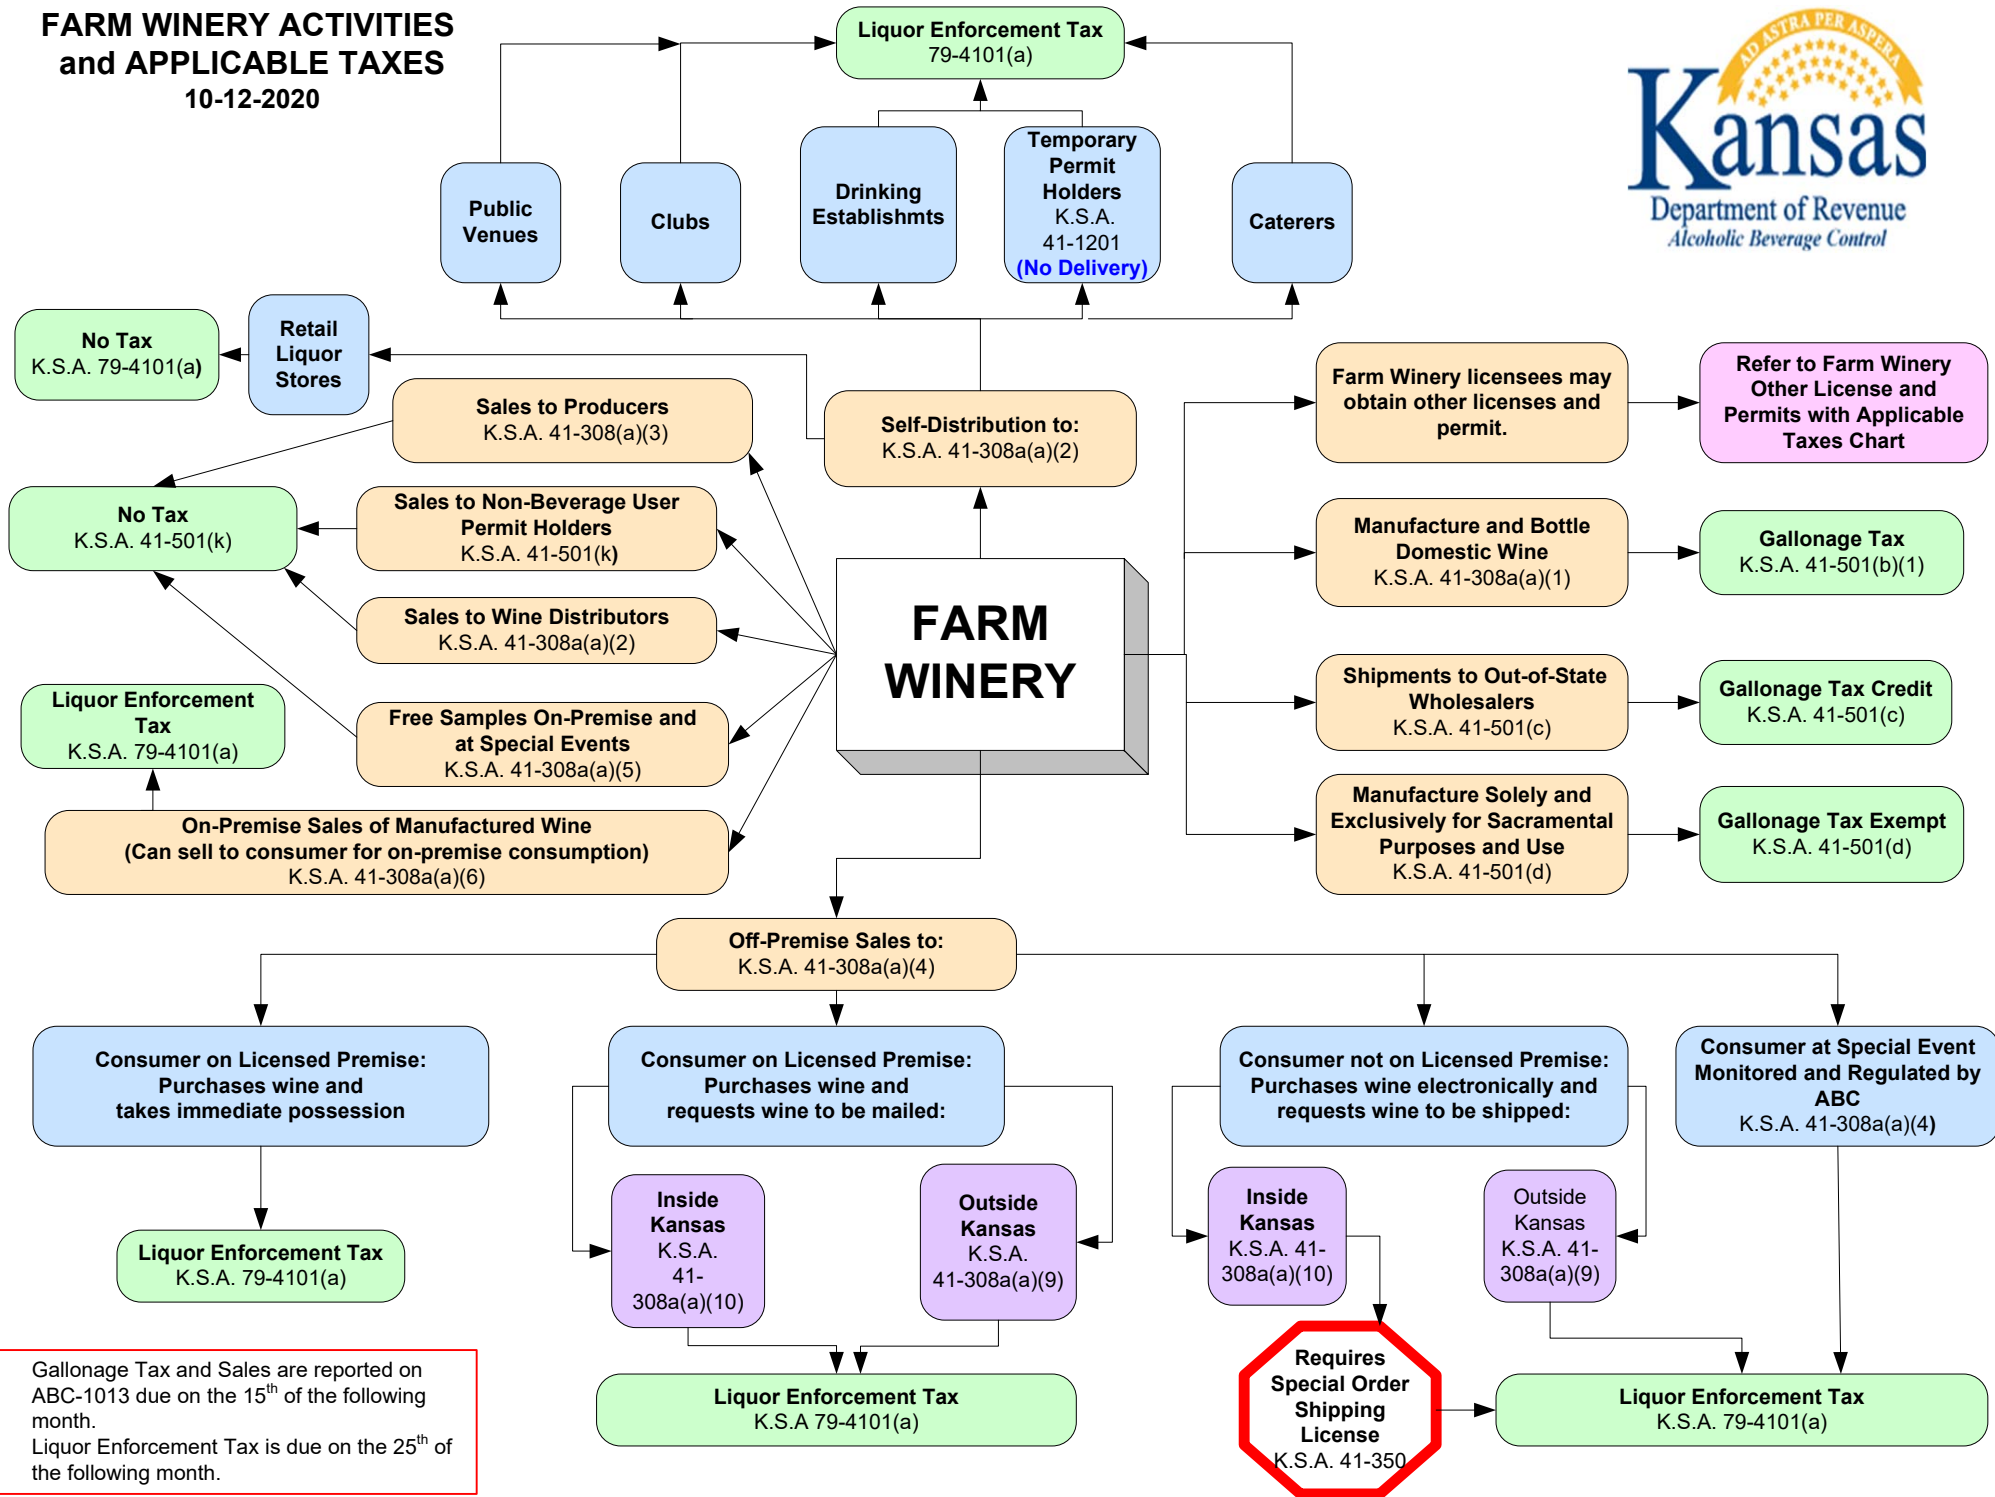 FARM WINERY ACTIVITIES
and APPLICABLE TAXES
10-12-2020
Liquor Enforcement Tax
79-4101(a)
AD ASTRA PER ASPERA
Kansas
Department of Revenue
Alcoholic Beverage Control
Public
Venues
Clubs
Drinking
Establishmts
Temporary
Permit
Holders
K.S.A.
41-1201
(No Delivery)
Caterers
No Tax
K.S.A. 79-4101(a)
Retail
Liquor
Stores
Sales to Producers
K.S.A. 41-308(a)(3)
Self-Distribution to:
K.S.A. 41-308a(a)(2)
Farm Winery licensees may
obtain other licenses and
permit.
Refer to Farm Winery
Other License and
Permits with Applicable
Taxes Chart
No Tax
K.S.A. 41-501(k)
Sales to Non-Beverage User
Permit Holders
K.S.A. 41-501(k)
Manufacture and Bottle
Domestic Wine
K.S.A. 41-308a(a)(1)
Gallonage Tax
K.S.A. 41-501(b)(1)
Sales to Wine Distributors
K.S.A. 41-308a(a)(2)
FARM
WINERY
Shipments to Out-of-State
Wholesalers
K.S.A. 41-501(c)
Gallonage Tax Credit
K.S.A. 41-501(c)
Liquor Enforcement
Tax
K.S.A. 79-4101(a)
Free Samples On-Premise and
at Special Events
K.S.A. 41-308a(a)(5)
Manufacture Solely and
Exclusively for Sacramental
Purposes and Use
K.S.A. 41-501(d)
Gallonage Tax Exempt
K.S.A. 41-501(d)
On-Premise Sales of Manufactured Wine
(Can sell to consumer for on-premise consumption)
K.S.A. 41-308a(a)(6)
Off-Premise Sales to:
K.S.A. 41-308a(a)(4)
Consumer on Licensed Premise:
Purchases wine and
takes immediate possession
Consumer on Licensed Premise:
Purchases wine and
requests wine to be mailed:
Consumer not on Licensed Premise:
Purchases wine electronically and
requests wine to be shipped:
Consumer at Special Event
Monitored and Regulated by
ABC
K.S.A. 41-308a(a)(4)
Liquor Enforcement Tax
K.S.A. 79-4101(a)
Inside
Kansas
K.S.A.
41-
308a(a)(10)
Outside
Kansas
K.S.A.
41-308a(a)(9)
Inside
Kansas
K.S.A. 41-
308a(a)(10)
Outside
Kansas
K.S.A. 41-
308a(a)(9)
Gallonage Tax and Sales are reported on
ABC-1013 due on the 15th of the following
month.
Liquor Enforcement Tax is due on the 25th of
the following month.
Liquor Enforcement Tax
K.S.A 79-4101(a)
Requires
Special Order
Shipping
License
K.S.A. 41-350
Liquor Enforcement Tax
K.S.A. 79-4101(a)